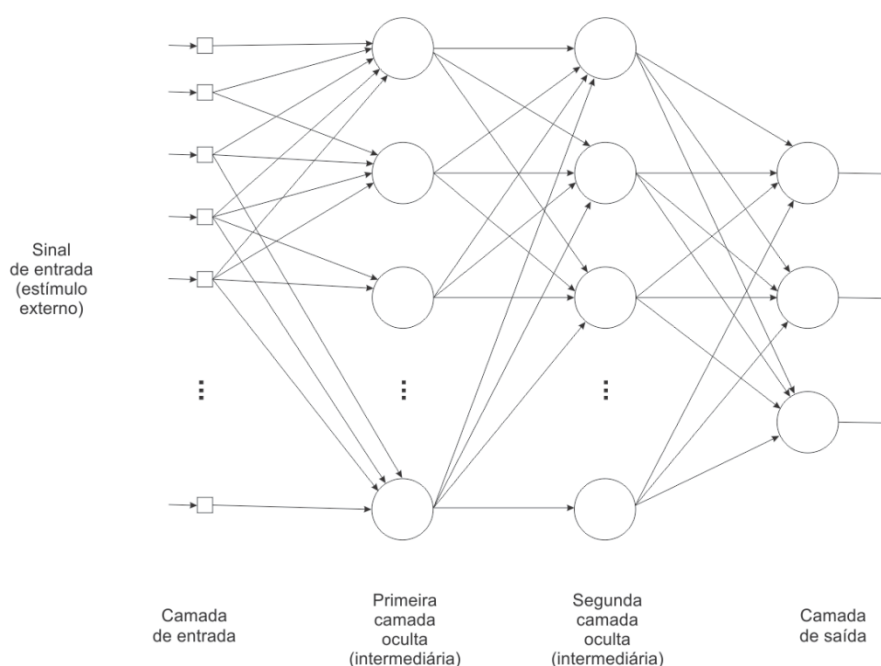 Sinal
de entrada
(estímulo
externo)
...
...
...
Camada
de entrada
Primeira
camada
oculta
(intermediária)
Segunda
camada
oculta
(intermediária)
Camada
de saída